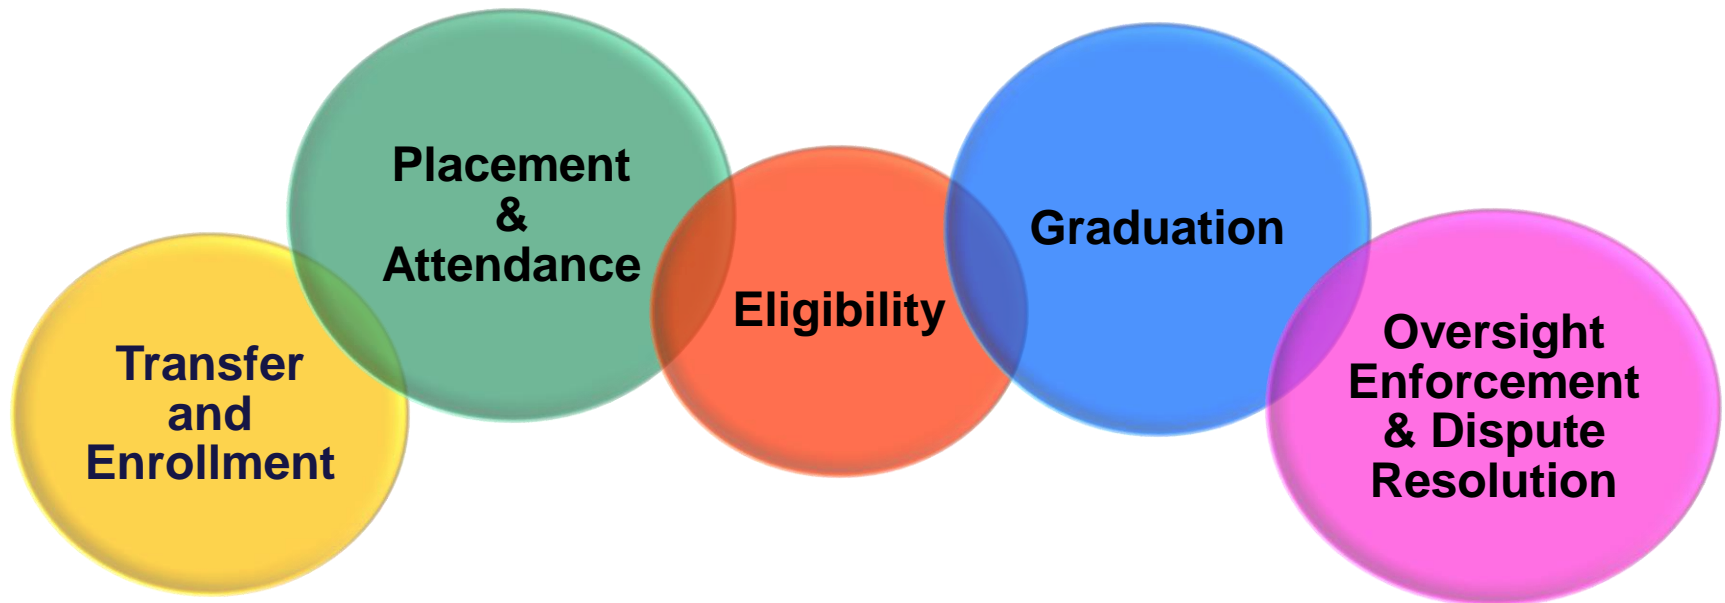 Transfer
and
Enrollment
Placement
&
Attendance
Eligibility
Graduation
Oversight
Enforcement
& Dispute
Resolution